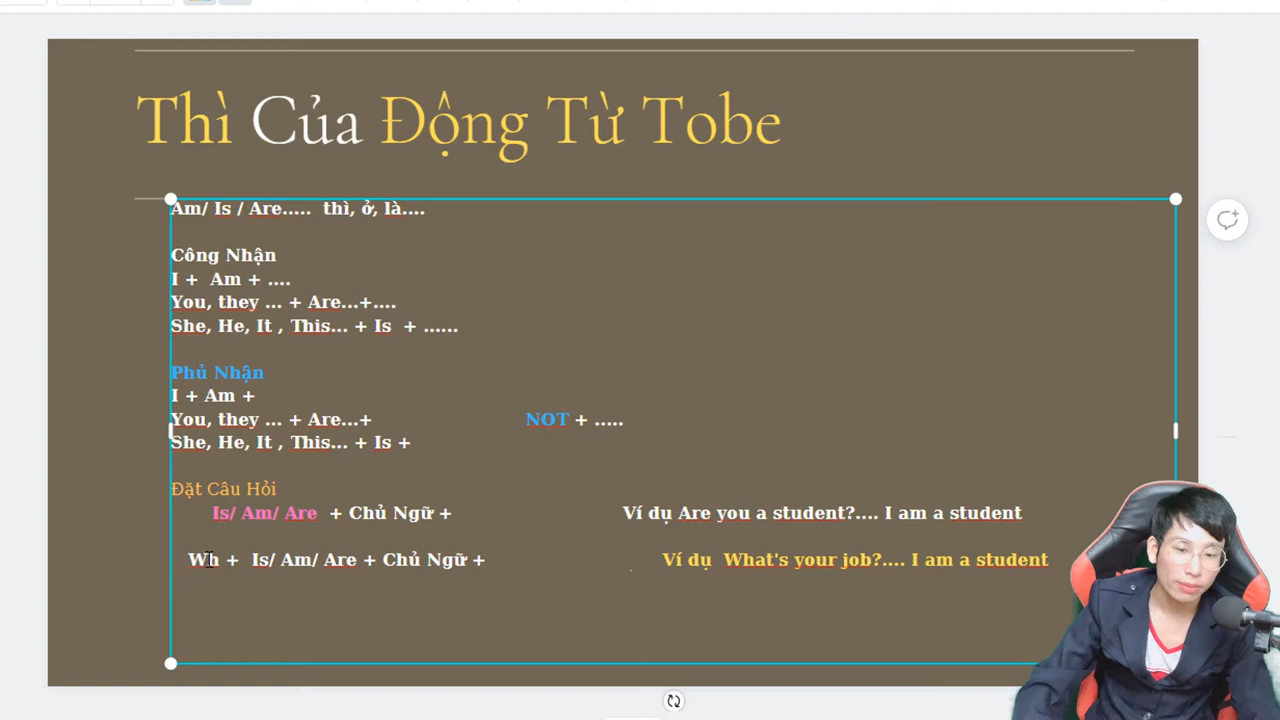 Thì Của Động Từ Tobe
Am/ Is / Are..... thì, ở, là....
Công Nhận
I + Am + ....
You, they ... + Are...+....
She, He, It , This... + Is + ......
Phủ Nhận
I + Am +
You, they ... + Are...+ NOT + .....
She, He, It , This... + Is +
Đặt Câu Hỏi
Is/ Am/ Are + Chủ Ngữ + Ví dụ Are you a student?.... I am a student
Wh + Is/ Am/ Are + Chủ Ngữ + Ví dụ What's your job?.... I am a student